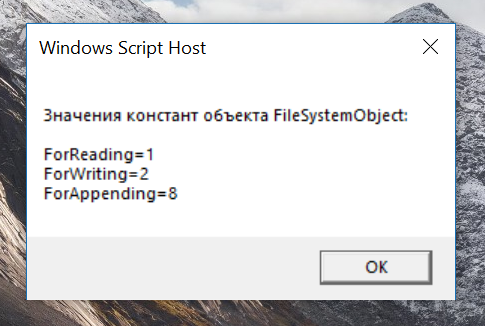 Windows Script Host
Значения констант объекта FileSystemObject:
ForReading=1
ForWriting=2
ForAppending=8
OK